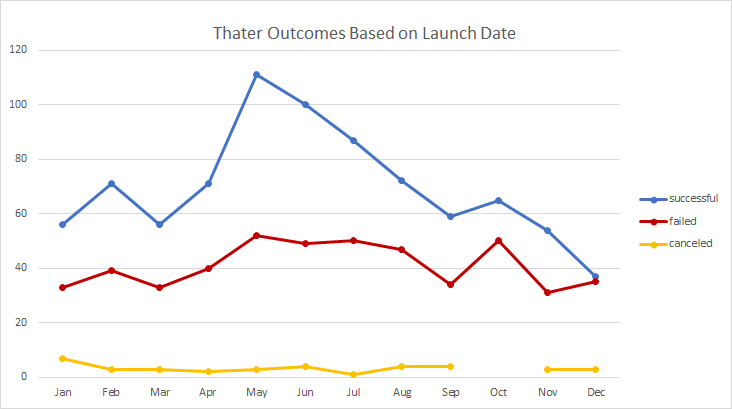 Thater Outcomes Based on Launch Date
120
100
80
60
40
20
0
Jan Feb Mar Apr May Jun Jul Aug Sep Oct Nov Dec
successful
failed
canceled